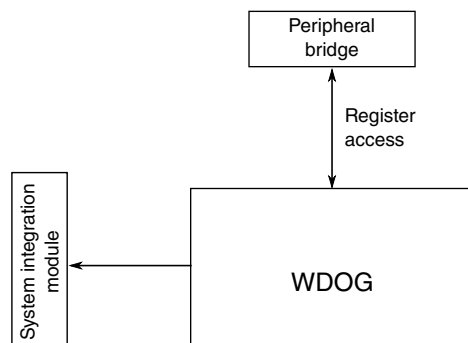 Peripheral
bridge
Register
access
System integration
module
WDOG